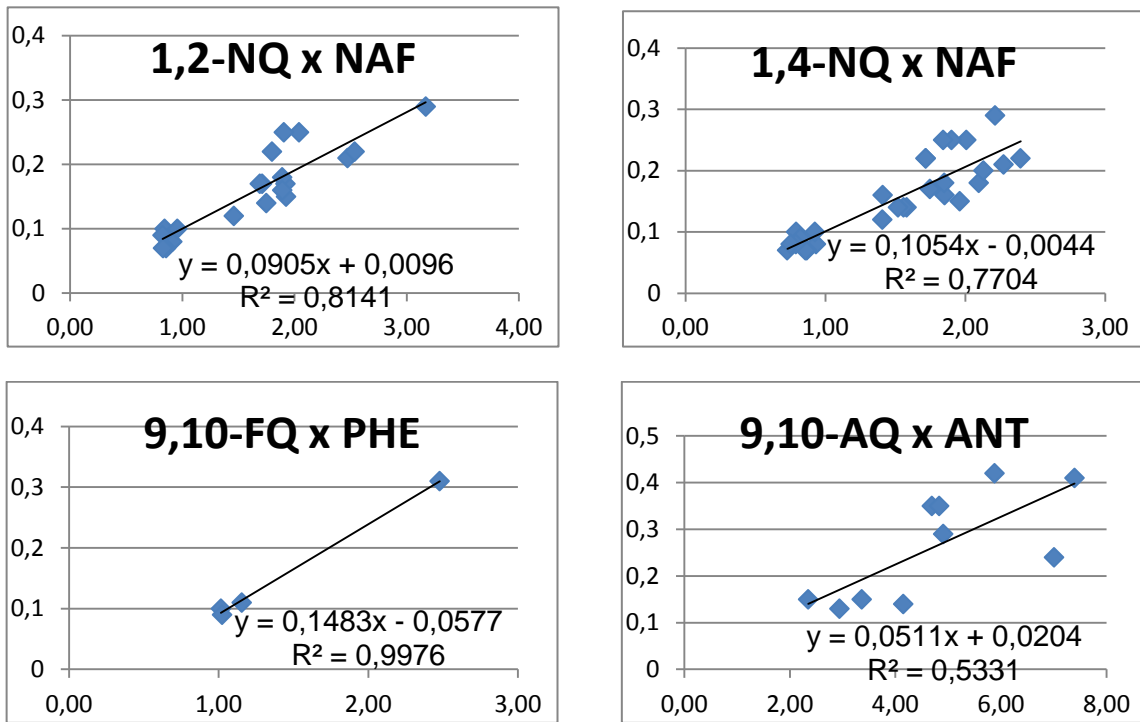 1,2-NQ x NAF
0,4
0,3
0,2
0,1
0
y = 0,0905x + 0,0096
R² = 0,8141
0,00 1,00 2,00 3,00 4,00
1,4-NQ x NAF
0,4
0,3
0,2
0,1
0
y = 0,1054x - 0,0044
R² = 0,7704
0,00 1,00 2,00 3,00
9,10-FQ x PHE
0,4
0,3
0,2
0,1
0
y = 0,1483x - 0,0577
R² = 0,9976
0,00 1,00 2,00 3,00
9,10-AQ x ANT
0,5
0,4
0,3
0,2
0,1
0
y = 0,0511x + 0,0204
R² = 0,5331
0,00 2,00 4,00 6,00 8,00